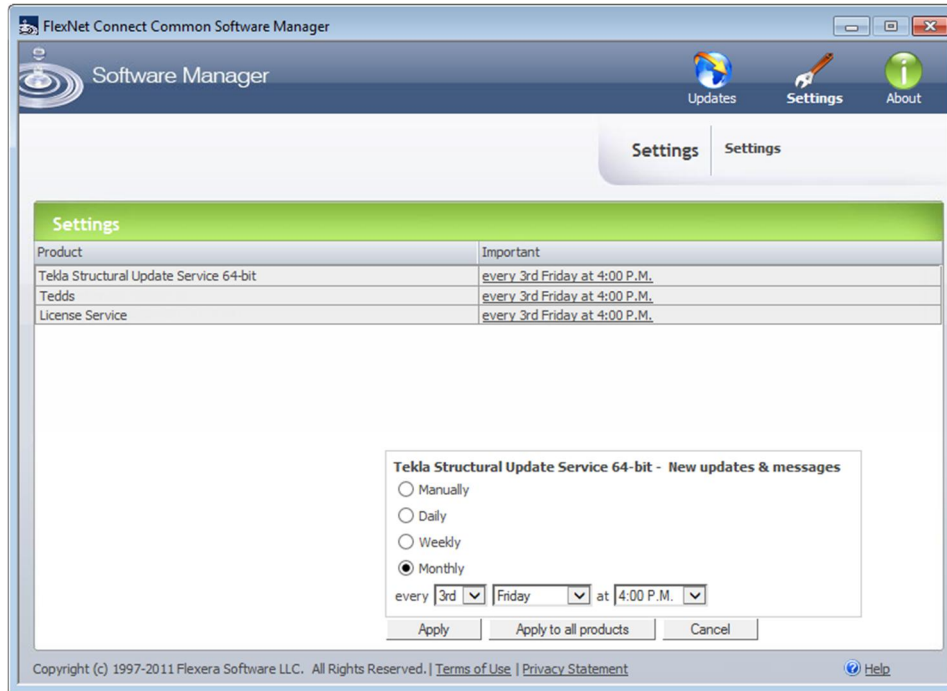 FlexNet Connect Common Software Manager
Software Manager
Updates
Settings
About
Settings
Settings
Settings
Product Important
Tekla Structural Update Service 64-bit every 3rd Friday at 4:00 P.M.
Tedds every 3rd Friday at 4:00 P.M.
License Service every 3rd Friday at 4:00 P.M.
Tekla Structural Update Service 64-bit - New updates & messages
Manually
Daily
Weekly
Monthly
every 3rd Friday at 4:00 P.M.
Apply Apply to all products Cancel
Copyright (c) 1997-2011 Flexera Software LLC. All Rights Reserved. | Terms of Use | Privacy Statement Help